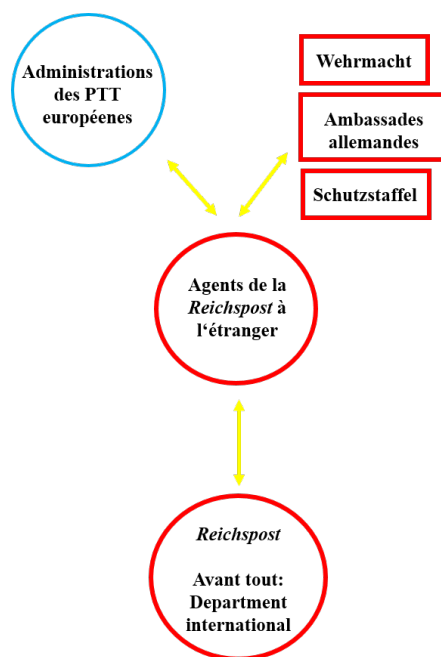 Administrations
des PTT
européenes
Wehrmacht
Ambassades
allemandes
Schutzstaffel
Agents de la
Reichspost à
l‘étranger
Reichspost
Avant tout:
Department
international